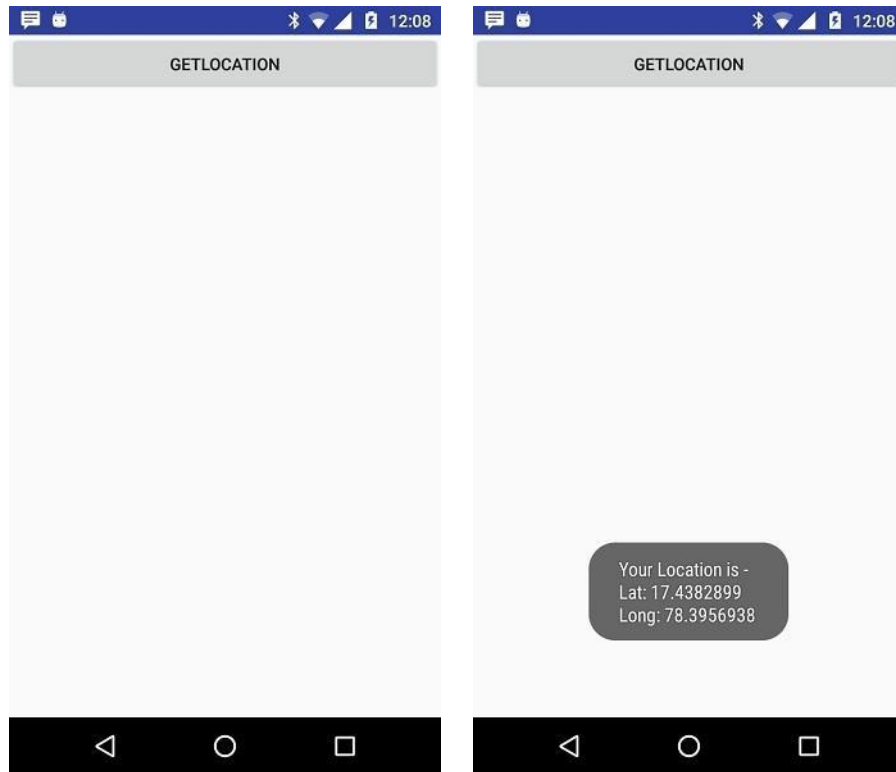 12:08
GETLOCATION
12:08
GETLOCATION
Your Location is -
Lat: 17.4382899
Long: 78.3956938